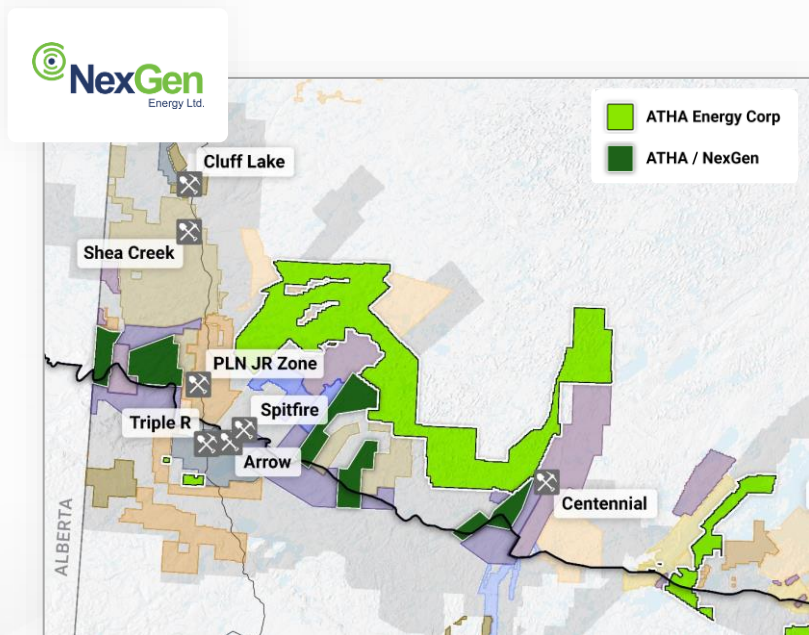 NexGen
Energy Ltd.
ATHA Energy Corp
ATHA / NexGen
Cluff Lake
Shea Creek
PLN JR Zone
Spitfire
Triple R
Arrow
Centennial
ALBERTA